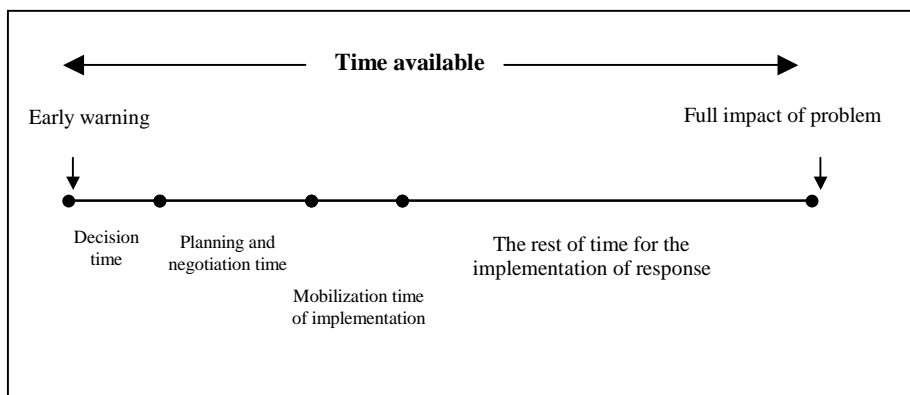 Time available
Early warning
Full impact of problem
Decision
time
Planning and
negotiation time
Mobilization time
of implementation
The rest of time for the
implementation of response